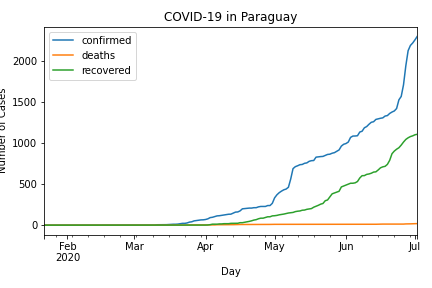 COVID-19 in Paraguay
confirmed
deaths
recovered
Number of Cases
2000
1500
1000
500
0
Feb
2020
Mar
Apr
May
Jun
Jul
Day